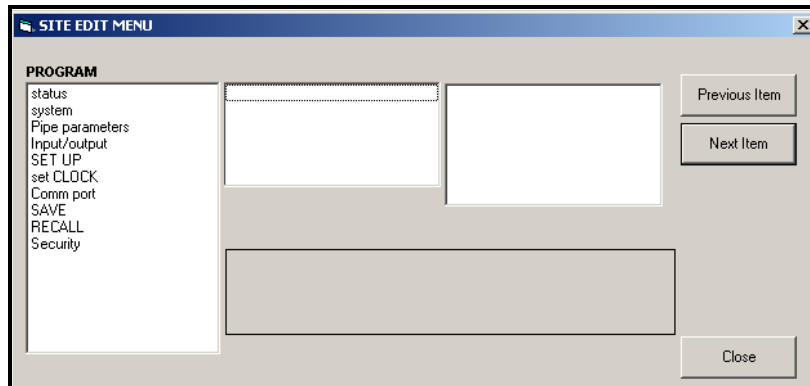 SITE EDIT MENU
PROGRAM
status
system
Pipe parameters
Input/output
SET UP
set CLOCK
Comm port
SAVE
RECALL
Security
Previous Item
Next Item
Close